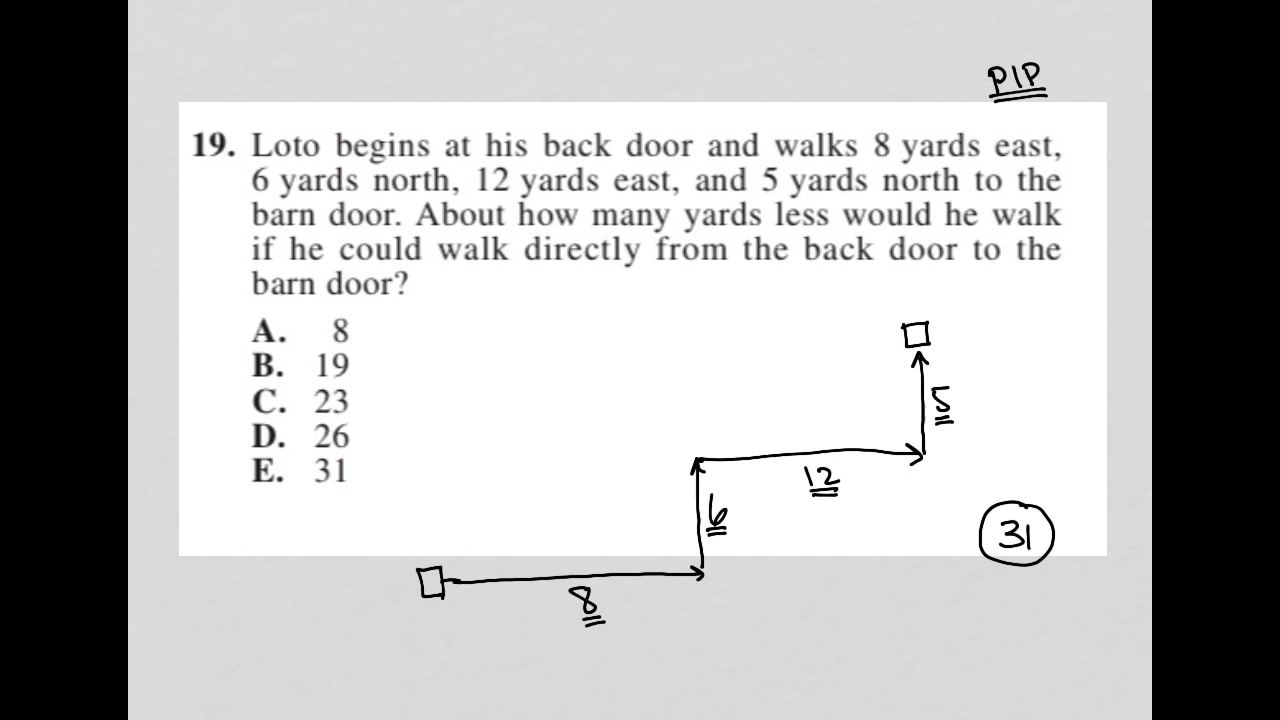 PIP
19. Loto begins at his back door and walks 8 yards east,
6 yards north, 12 yards east, and 5 yards north to the
barn door. About how many yards less would he walk
if he could walk directly from the back door to the
barn door?
A. 8
B. 19
C. 23
D. 26
E. 31
5
12
6
31
8